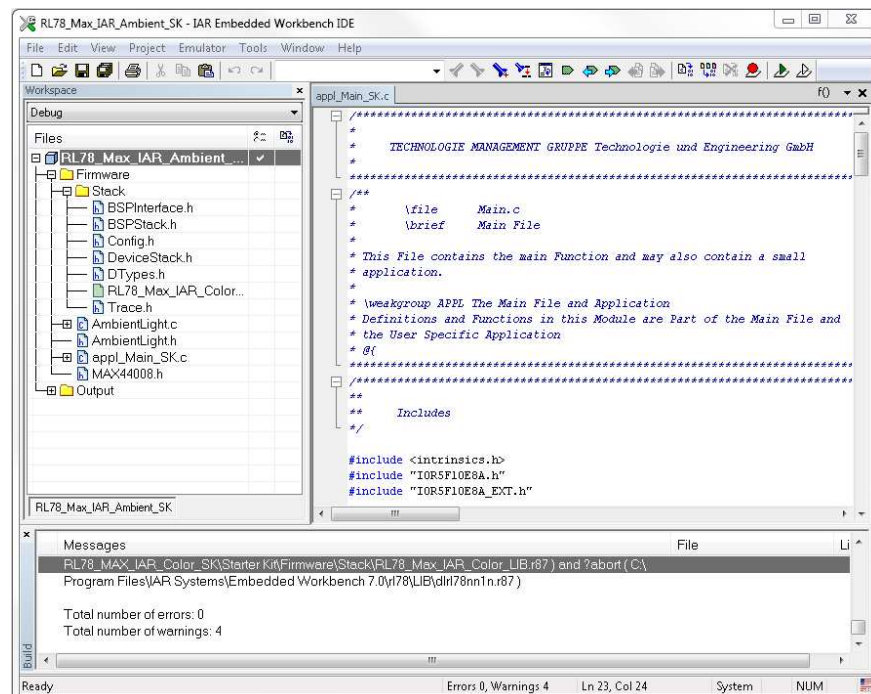 RL78_Max_IAR_Ambient_SK - IAR Embedded Workbench IDE
File Edit View Project Emulator Tools Window Help
Workspace
Debug
Files
RL78_Max_IAR_Ambient_...
Firmware
Stack
BSPInterface.h
BSPStack.h
Config.h
DeviceStack.h
DTypes.h
RL78_Max_IAR_Color...
Trace.h
AmbientLight.c
AmbientLight.h
appl_Main_SK.c
MAX44008.h
Output
RL78_Max_IAR_Ambient_SK
appl_Main_SK.c
f()
/******************************************************************************
*
* TECHNOLOGIE MANAGEMENT GRUPPE Technologie und Engineering GmbH
*
******************************************************************************
/**
* \file Main.c
* \brief Main File
*
* This File contains the main Function and may also contain a small
* application.
*
* \weakgroup APPL The Main File and Application
* Definitions and Functions in this Module are Part of the Main File and
* the User Specific Application
* @{
******************************************************************************
/******************************************************************************
**
** Includes
*/
#include <intrinsics.h>
#include "IOR5F10E8A.h"
#include "IOR5F10E8A_EXT.h"
Messages File Li
RL78_MAX_IAR_Color_SK\Starter Kit\Firmware\Stack\RL78_Max_IAR_Color_LIB.r87 ) and ?abort ( C:\
Program Files\IAR Systems\Embedded Workbench 7.0\rl78\LIB\dlrl78nn1n.r87 )
Total number of errors: 0
Total number of warnings: 4
Build
Ready Errors 0, Warnings 4 Ln 23, Col 24 System NUM